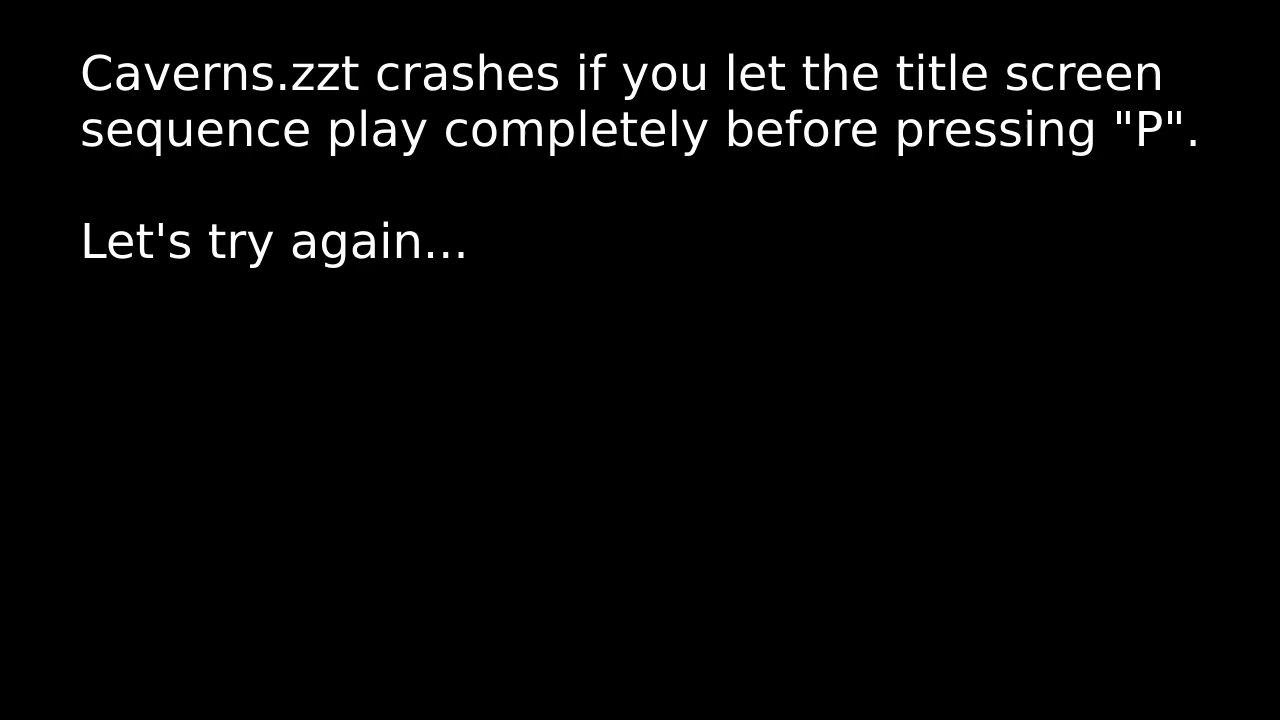 Caverns.zzt crashes if you let the title screen
sequence play completely before pressing "P".
Let's try again...